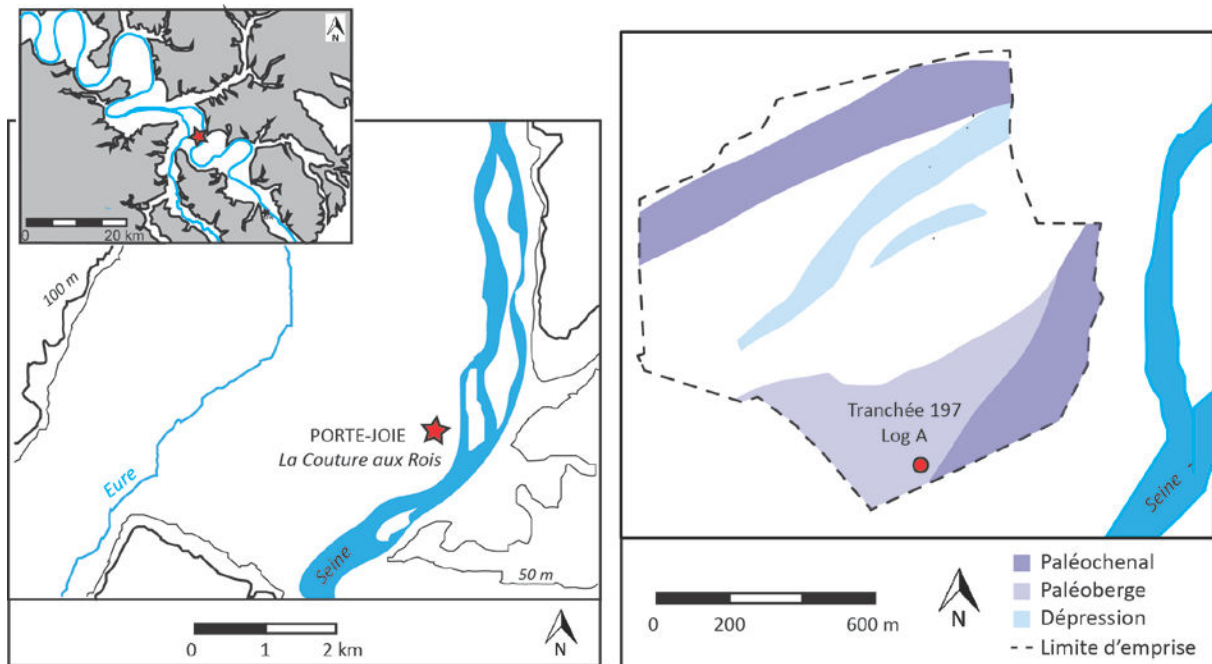 N
0 20 km
100 m
PORTE-JOIE
La Couture aux Rois
Eure
Seine
50 m
0 1 2 km
N
Tranchée 197
Log A
Seine
0 200 600 m
N
Paléochenal
Paléoberge
Dépression
Limite d'emprise